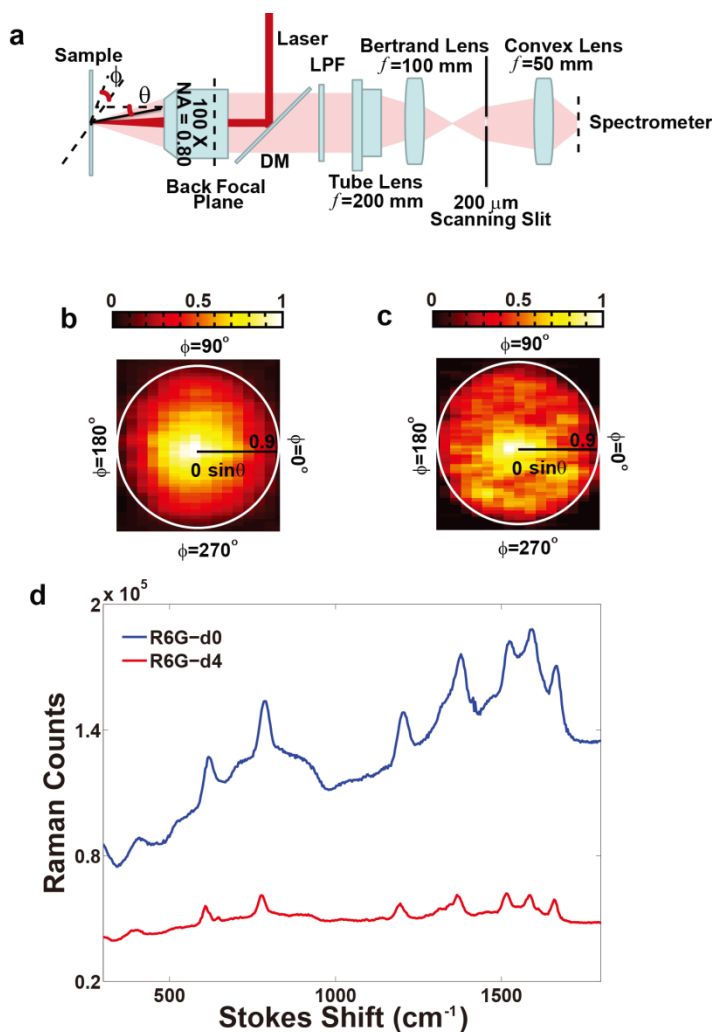 a
Sample
Laser
LPF
Bertrand Lens
f=100 mm
Convex Lens
f=50 mm
ϕ
θ
100 X
NA = 0.80
Spectrometer
DM
Back Focal
Plane
Tube Lens
f=200 mm
200 μm
Scanning Slit
b
0 0.5 1
ϕ=90°
ϕ=180°
0.9
0 sinθ
ϕ=0°
ϕ=270°
c
0 0.5 1
ϕ=90°
ϕ=180°
0.9
0 sinθ
ϕ=0°
ϕ=270°
d
2 x 10⁵
R6G−d0
R6G−d4
1.4
0.8
0.2
Raman Counts
500 1000 1500
Stokes Shift (cm⁻¹)